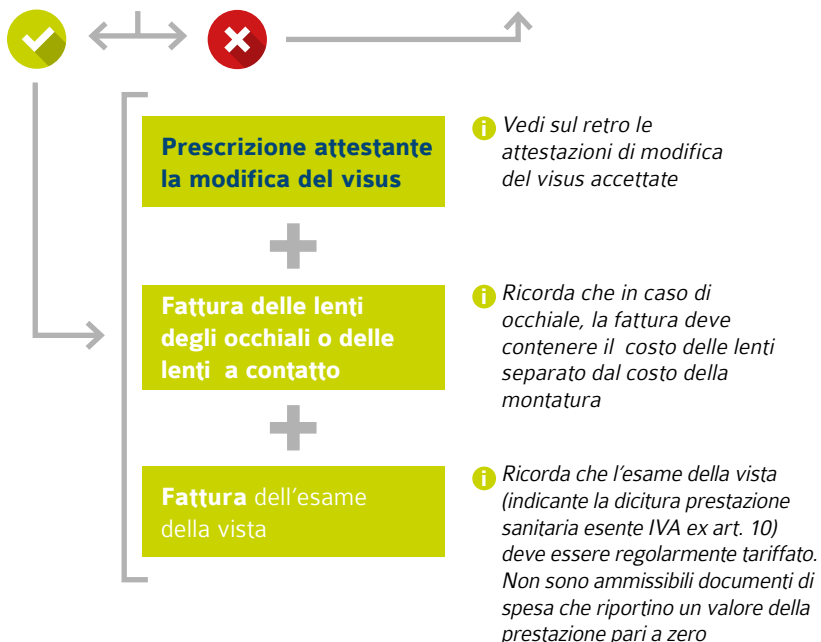 Prescrizione attestante
la modifica del visus
i Vedi sul retro le
attestazioni di modifica
del visus accettate
Fattura delle lenti
degli occhiali o delle
lenti a contatto
i Ricorda che in caso di
occhiale, la fattura deve
contenere il costo delle lenti
separato dal costo della
montatura
Fattura dell'esame
della vista
i Ricorda che l'esame della vista
(indicante la dicitura prestazione
sanitaria esente IVA ex art. 10)
deve essere regolarmente tariffato.
Non sono ammissibili documenti di
spesa che riportino un valore della
prestazione pari a zero